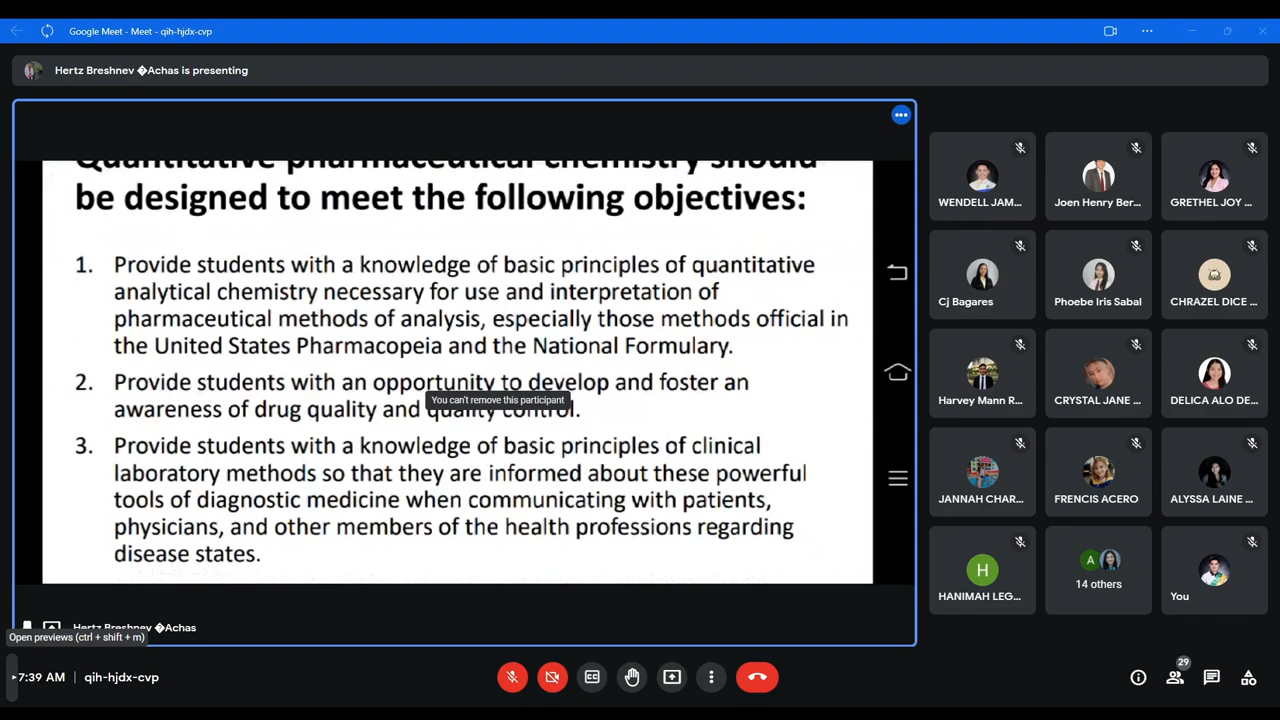 Google Meet - Meet - qih-hjdx-cvp
Hertz Breshnev �Achas is presenting
Quantitative pharmaceutical chemistry should
be designed to meet the following objectives:
1. Provide students with a knowledge of basic principles of quantitative
analytical chemistry necessary for use and interpretation of
pharmaceutical methods of analysis, especially those methods official in
the United States Pharmacopeia and the National Formulary.
2. Provide students with an opportunity to develop and foster an
awareness of drug quality and quality control.
You can't remove this participant
3. Provide students with a knowledge of basic principles of clinical
laboratory methods so that they are informed about these powerful
tools of diagnostic medicine when communicating with patients,
physicians, and other members of the health professions regarding
disease states.
Hertz Breshnev �Achas
Open previews (ctrl + shift + m)
WENDELL JAM...
Joen Henry Ber...
GRETHEL JOY ...
Cj Bagares
Phoebe Iris Sabal
CHRAZEL DICE ...
Harvey Mann R...
CRYSTAL JANE ...
DELICA ALO DE...
JANNAH CHAR...
FRENCIS ACERO
ALYSSA LAINE ...
H
HANIMAH LEG...
A
14 others
You
7:39 AM | qih-hjdx-cvp
CC
29